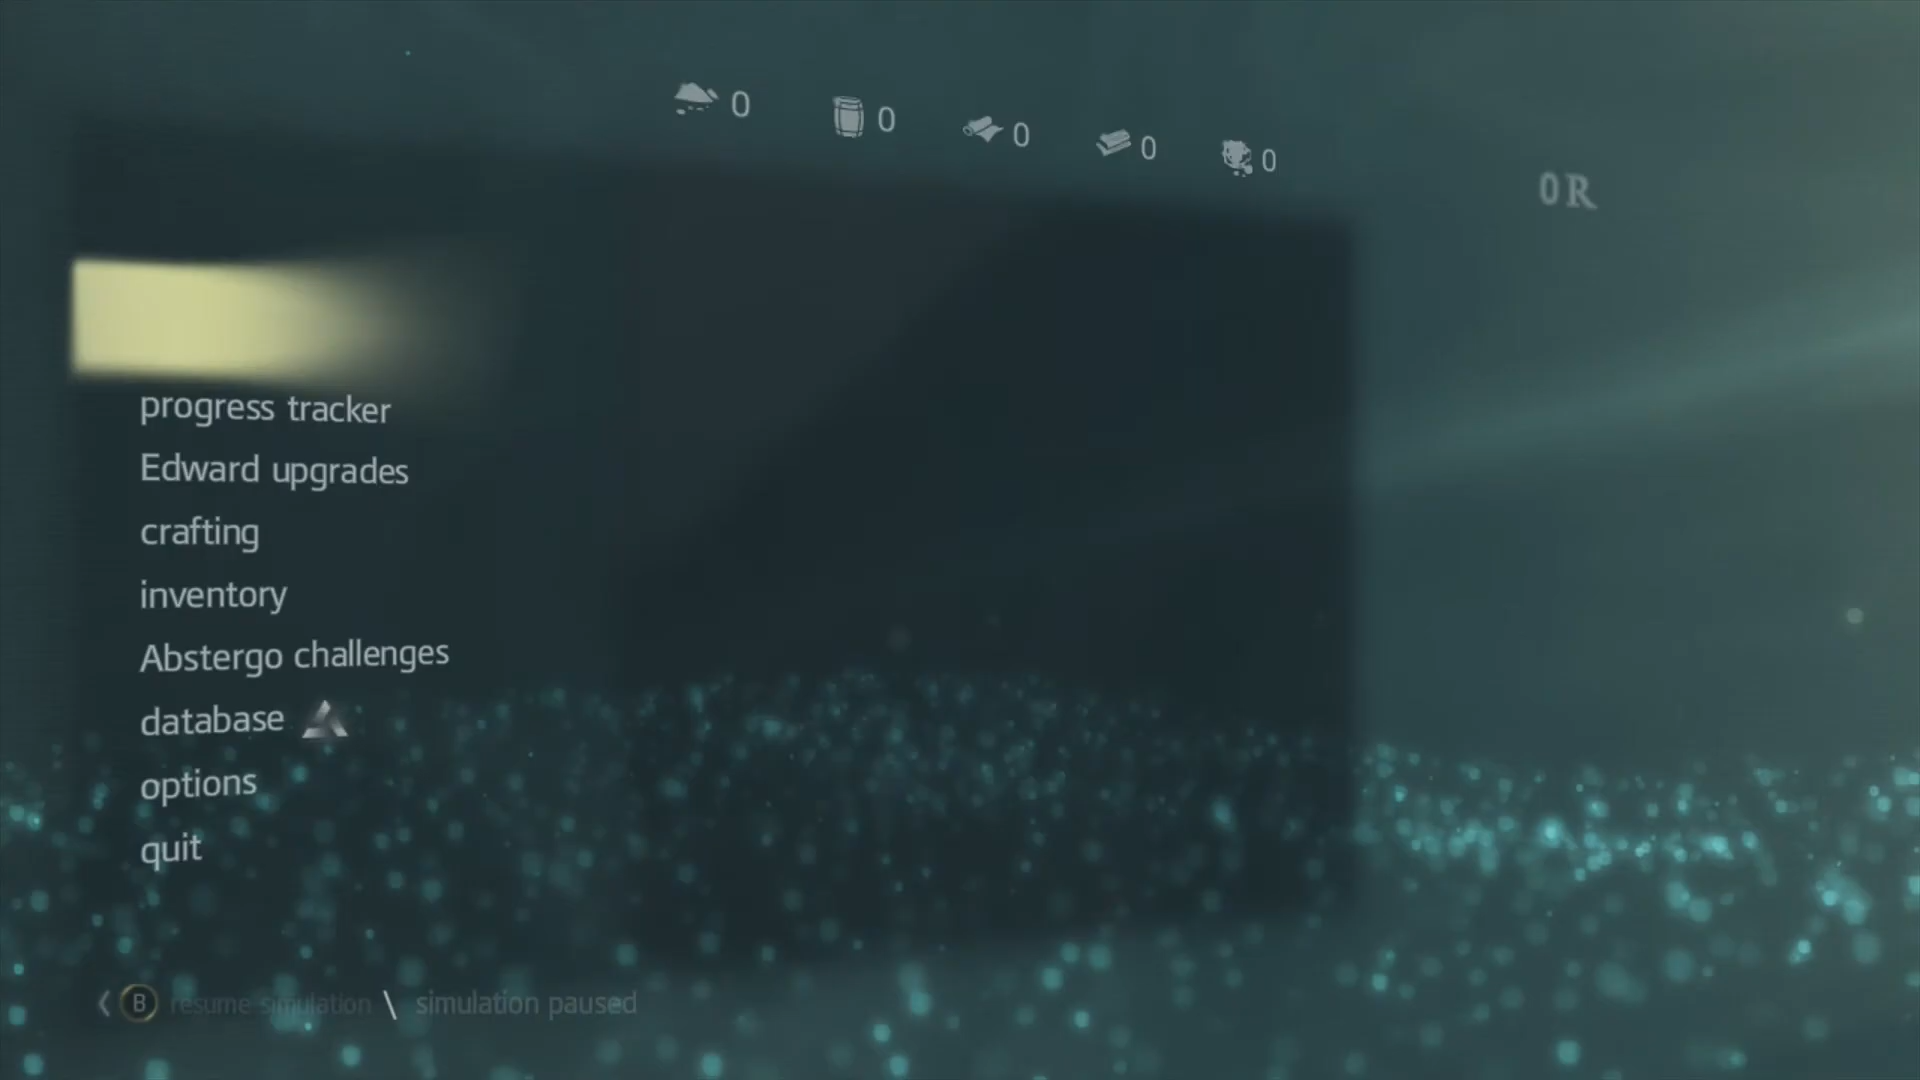 0 0 0 0 0
0 R
progress tracker
Edward upgrades
crafting
inventory
Abstergo challenges
database
options
quit
B resume simulation \ simulation paused